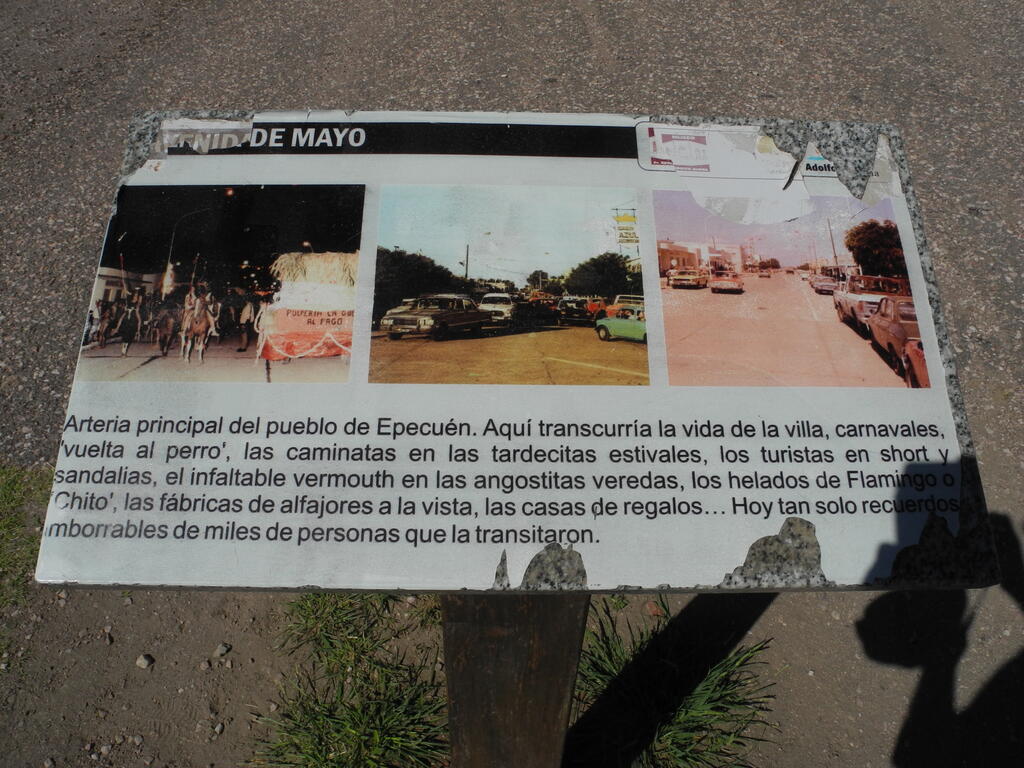 VENIDA DE MAYO
Adolfo
PULPERIA LA
AL PAGO
Arteria principal del pueblo de Epecuén. Aquí transcurría la vida de la villa, carnavales,
'vuelta al perro', las caminatas en las tardecitas estivales, los turistas en short y
sandalias, el infaltable vermouth en las angostitas veredas, los helados de Flamingo o
'Chito', las fábricas de alfajores a la vista, las casas de regalos... Hoy tan solo recuerdos
imborrables de miles de personas que la transitaron.